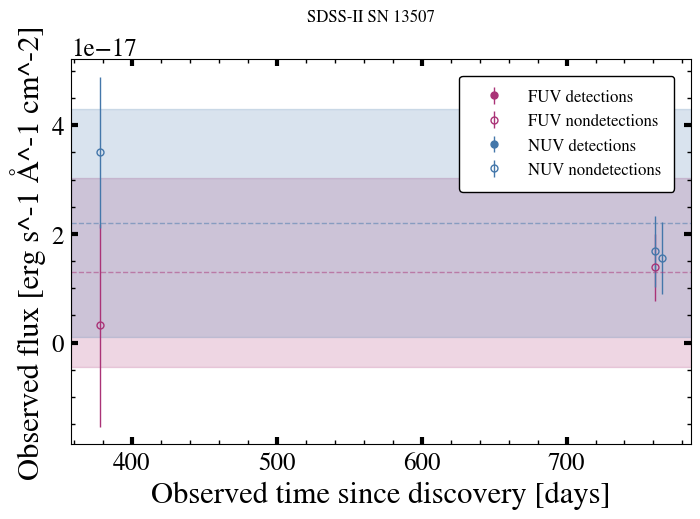 SDSS-II SN 13507
1e−17
Observed flux [erg s^-1 Å^-1 cm^-2]
4
2
0
FUV detections
FUV nondetections
NUV detections
NUV nondetections
400 500 600 700
Observed time since discovery [days]